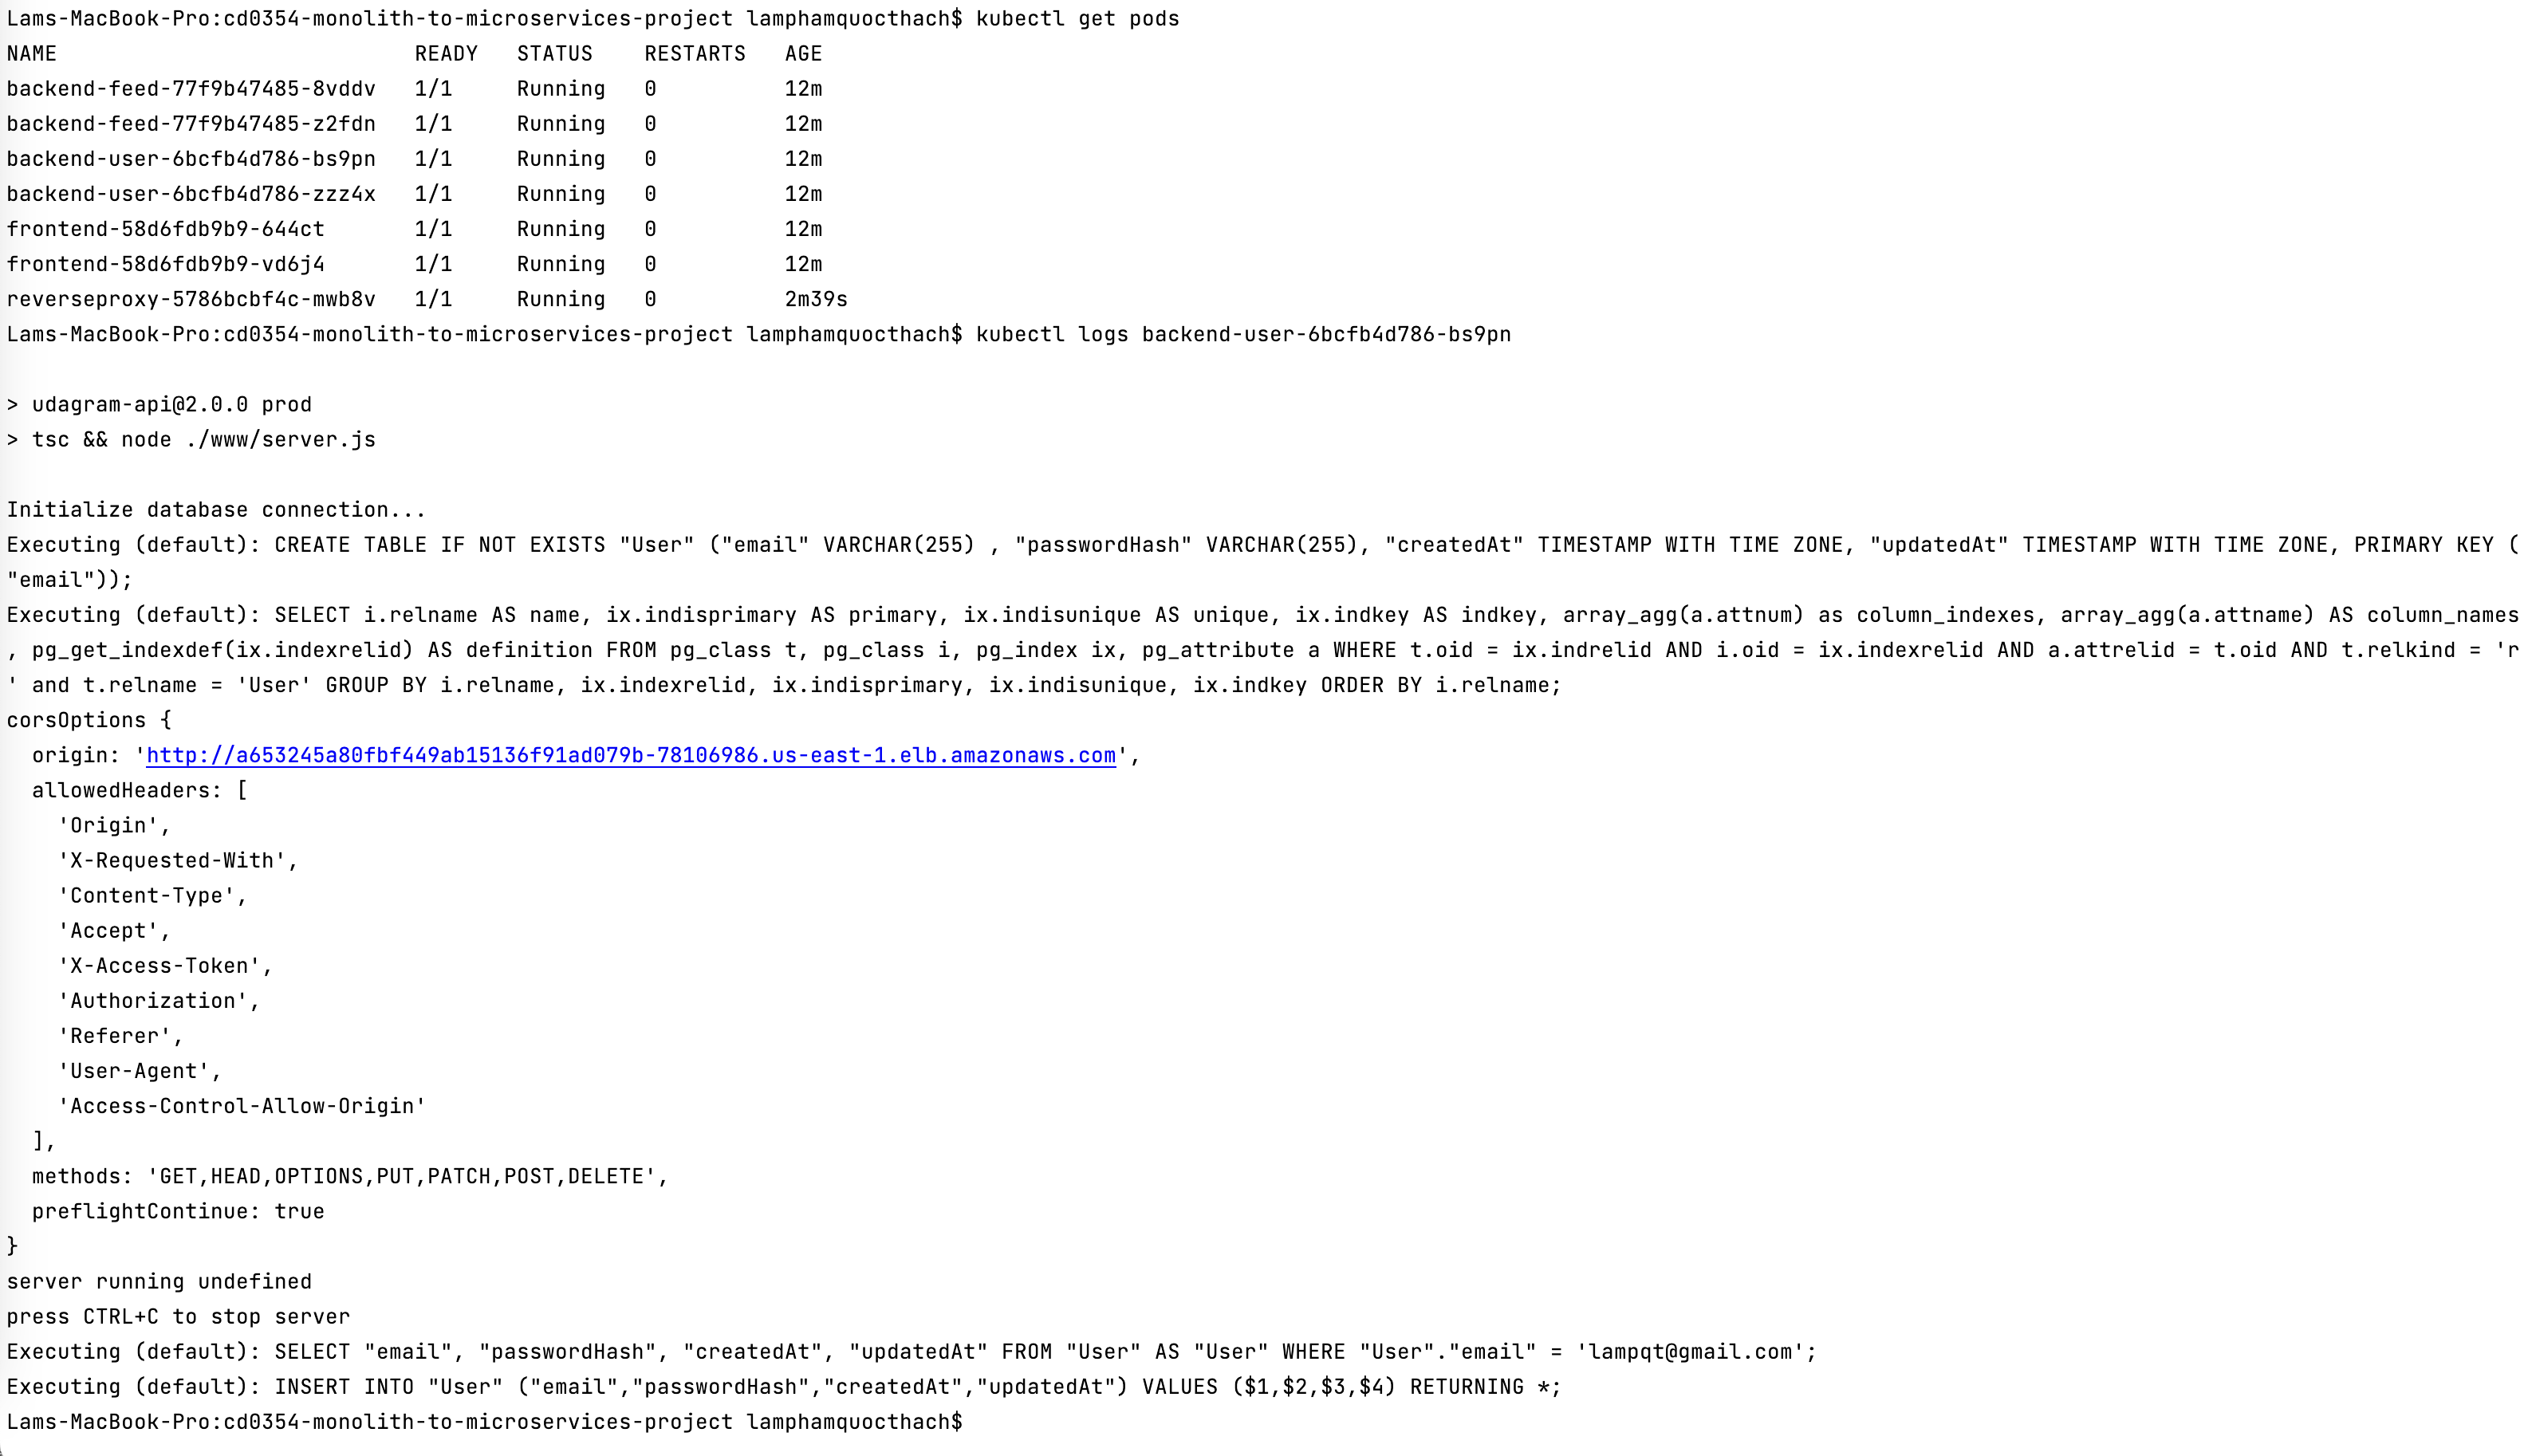 Lams-MacBook-Pro:cd0354-monolith-to-microservices-project lamphamquocthach$ kubectl get pods
NAME                            READY   STATUS    RESTARTS   AGE
backend-feed-77f9b47485-8vddv   1/1     Running   0          12m
backend-feed-77f9b47485-z2fdn   1/1     Running   0          12m
backend-user-6bcfb4d786-bs9pn   1/1     Running   0          12m
backend-user-6bcfb4d786-zzz4x   1/1     Running   0          12m
frontend-58d6fdb9b9-644ct       1/1     Running   0          12m
frontend-58d6fdb9b9-vd6j4       1/1     Running   0          12m
reverseproxy-5786bcbf4c-mwb8v   1/1     Running   0          2m39s
Lams-MacBook-Pro:cd0354-monolith-to-microservices-project lamphamquocthach$ kubectl logs backend-user-6bcfb4d786-bs9pn

> udagram-api@2.0.0 prod
> tsc && node ./www/server.js

Initialize database connection...
Executing (default): CREATE TABLE IF NOT EXISTS "User" ("email" VARCHAR(255) , "passwordHash" VARCHAR(255), "createdAt" TIMESTAMP WITH TIME ZONE, "updatedAt" TIMESTAMP WITH TIME ZONE, PRIMARY KEY (
"email"));
Executing (default): SELECT i.relname AS name, ix.indisprimary AS primary, ix.indisunique AS unique, ix.indkey AS indkey, array_agg(a.attnum) as column_indexes, array_agg(a.attname) AS column_names
, pg_get_indexdef(ix.indexrelid) AS definition FROM pg_class t, pg_class i, pg_index ix, pg_attribute a WHERE t.oid = ix.indrelid AND i.oid = ix.indexrelid AND a.attrelid = t.oid AND t.relkind = 'r
' and t.relname = 'User' GROUP BY i.relname, ix.indexrelid, ix.indisprimary, ix.indisunique, ix.indkey ORDER BY i.relname;
corsOptions {
  origin: 'http://a653245a80fbf449ab15136f91ad079b-78106986.us-east-1.elb.amazonaws.com',
  allowedHeaders: [
    'Origin',
    'X-Requested-With',
    'Content-Type',
    'Accept',
    'X-Access-Token',
    'Authorization',
    'Referer',
    'User-Agent',
    'Access-Control-Allow-Origin'
  ],
  methods: 'GET,HEAD,OPTIONS,PUT,PATCH,POST,DELETE',
  preflightContinue: true
}
server running undefined
press CTRL+C to stop server
Executing (default): SELECT "email", "passwordHash", "createdAt", "updatedAt" FROM "User" AS "User" WHERE "User"."email" = 'lampqt@gmail.com';
Executing (default): INSERT INTO "User" ("email","passwordHash","createdAt","updatedAt") VALUES ($1,$2,$3,$4) RETURNING *;
Lams-MacBook-Pro:cd0354-monolith-to-microservices-project lamphamquocthach$